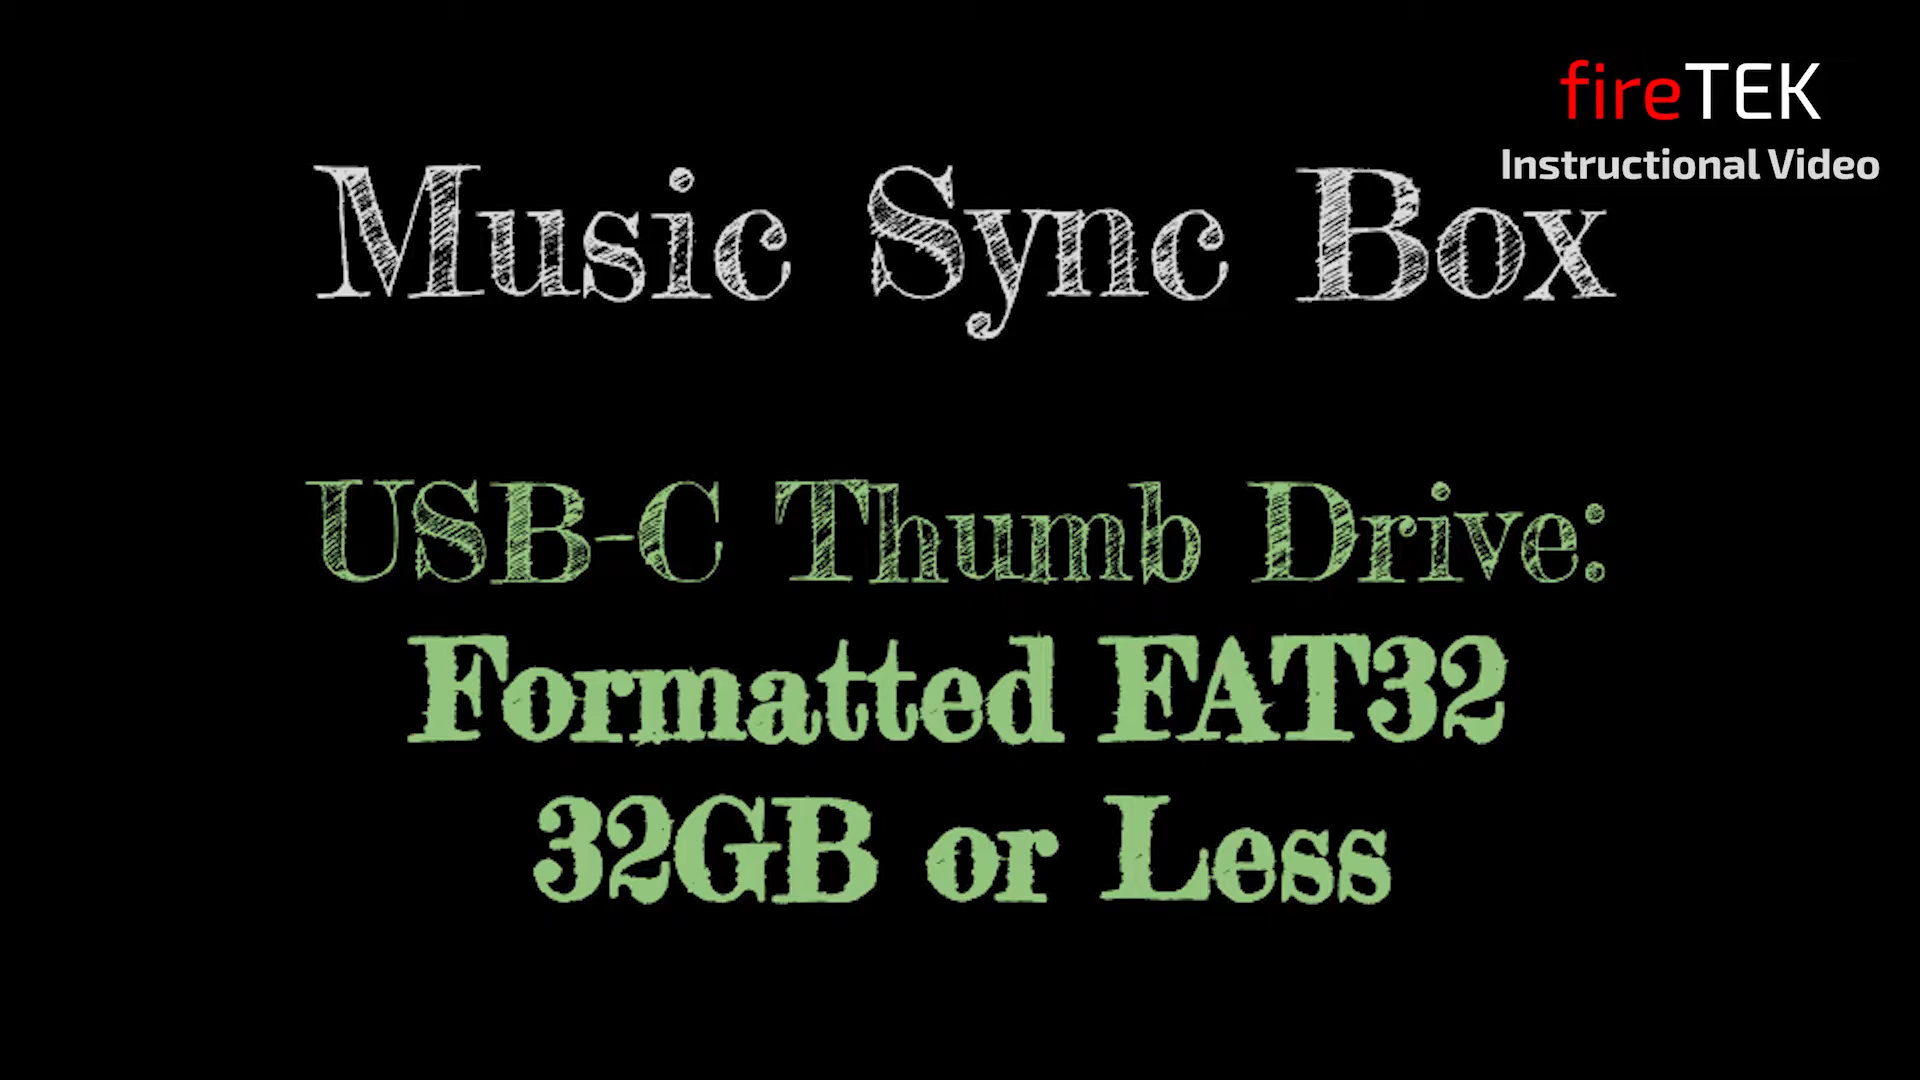 fireTEK
Instructional Video
Music Sync Box
USB-C Thumb Drive:
Formatted FAT32
32GB or Less